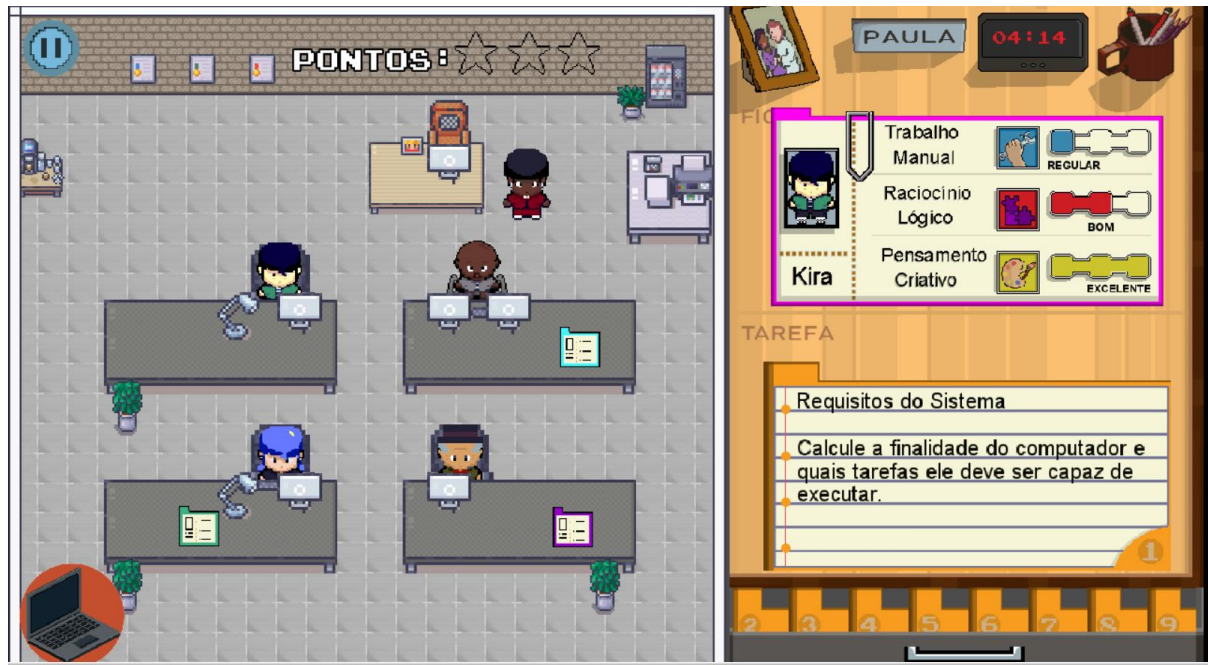 PONTOS:
PAULA
04:14
FIC
Trabalho
Manual
REGULAR
Raciocínio
Lógico
BOM
Pensamento
Criativo
EXCELENTE
Kira
TAREFA
Requisitos do Sistema
Calcule a finalidade do computador e
quais tarefas ele deve ser capaz de
executar.
1
2 3 4 5 6 7 8 9